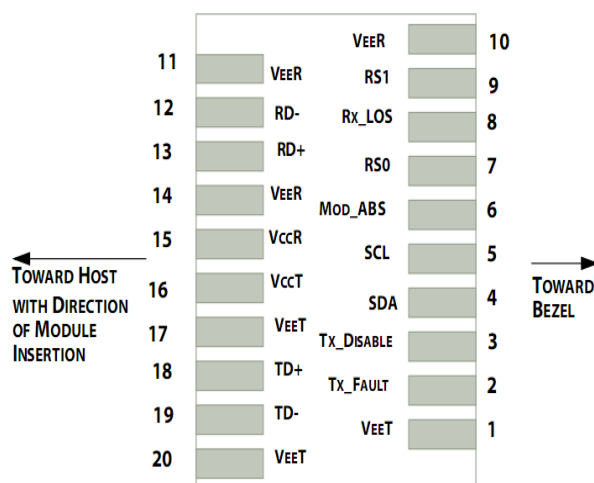 VEER 10
11 VEER
RS1 9
12 RD-
RX_LOS 8
13 RD+
RS0 7
14 VEER
MOD_ABS 6
15 VCCR
SCL 5
16 VCCT
SDA 4
17 VEET
TX_DISABLE 3
18 TD+
TX_FAULT 2
19 TD-
VEET 1
20 VEET
TOWARD HOST
WITH DIRECTION
OF MODULE
INSERTION
TOWARD
BEZEL